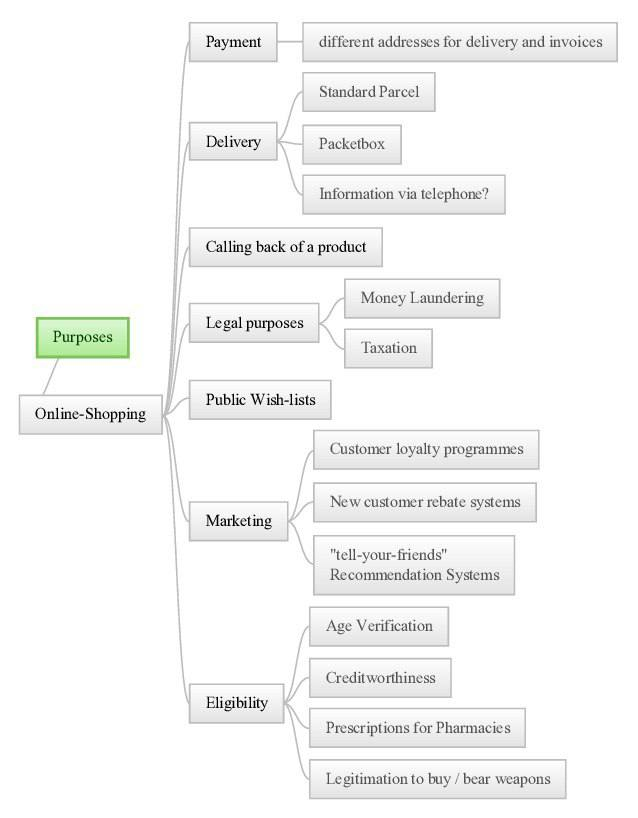 Purposes
Online-Shopping
Payment
different addresses for delivery and invoices
Delivery
Standard Parcel
Packetbox
Information via telephone?
Calling back of a product
Legal purposes
Money Laundering
Taxation
Public Wish-lists
Marketing
Customer loyalty programmes
New customer rebate systems
"tell-your-friends"
Recommendation Systems
Eligibility
Age Verification
Creditworthiness
Prescriptions for Pharmacies
Legitimation to buy / bear weapons